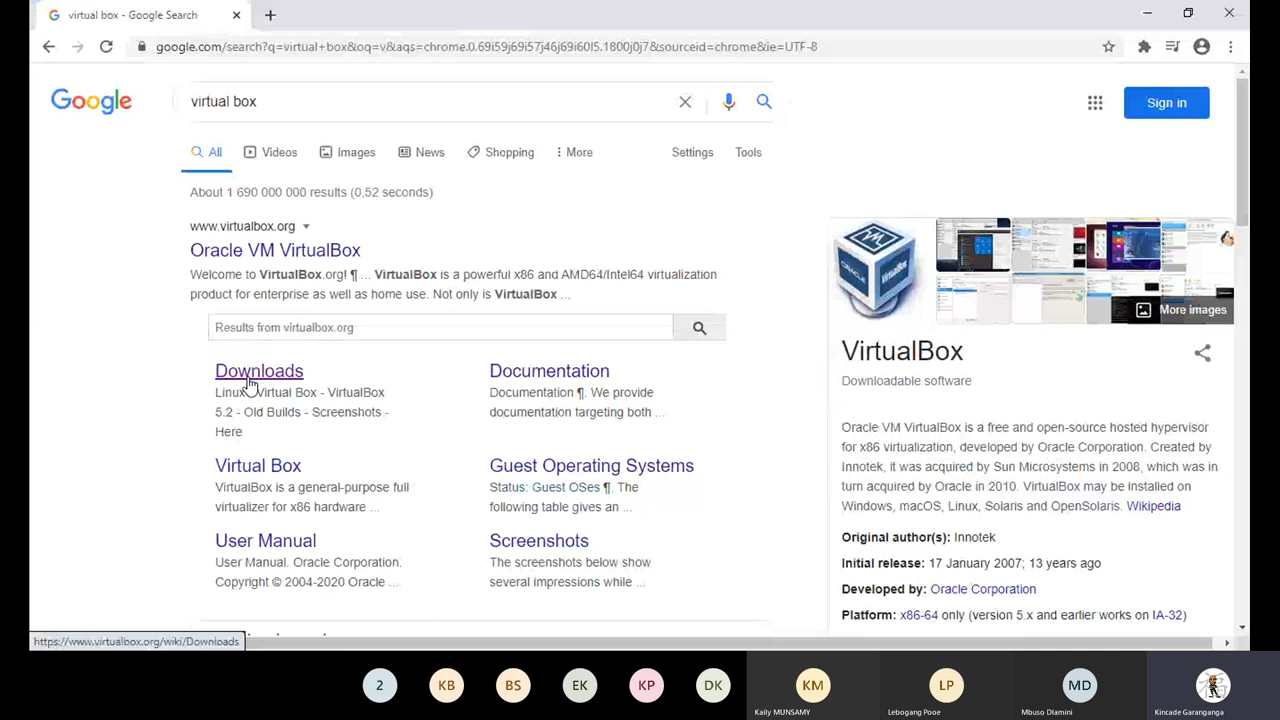 virtual box - Google Search
google.com/search?q=virtual+box&oq=v&aqs=chrome.0.69i59j69i57j46j69i60l5.1800j0j7&sourceid=chrome&ie=UTF-8
Google
virtual box
Sign in
All
Videos
Images
News
Shopping
More
Settings
Tools
About 1 690 000 000 results (0,52 seconds)
www.virtualbox.org
Oracle VM VirtualBox
Welcome to VirtualBox.org! ¶ ... VirtualBox is a powerful x86 and AMD64/Intel64 virtualization
product for enterprise as well as home use. Not only is VirtualBox ...
Results from virtualbox.org
Downloads
Linux Virtual Box - VirtualBox
5.2 - Old Builds - Screenshots -
Here
Documentation
Documentation ¶. We provide
documentation targeting both ...
Virtual Box
VirtualBox is a general-purpose full
virtualizer for x86 hardware ...
Guest Operating Systems
Status: Guest OSes ¶. The
following table gives an ...
User Manual
User Manual. Oracle Corporation.
Copyright © 2004-2020 Oracle ...
Screenshots
The screenshots below show
several impressions while ...
ORACLE
VM
More images
VirtualBox
Downloadable software
Oracle VM VirtualBox is a free and open-source hosted hypervisor
for x86 virtualization, developed by Oracle Corporation. Created by
Innotek, it was acquired by Sun Microsystems in 2008, which was in
turn acquired by Oracle in 2010. VirtualBox may be installed on
Windows, macOS, Linux, Solaris and OpenSolaris. Wikipedia
Original author(s): Innotek
Initial release: 17 January 2007; 13 years ago
Developed by: Oracle Corporation
Platform: x86-64 only (version 5.x and earlier works on IA-32)
https://www.virtualbox.org/wiki/Downloads
2
KB
BS
EK
KP
DK
KM
LP
MD
Kaily MUNSAMY
Lebogang Pooe
Mbuso Dlamini
Kincade Garanganga